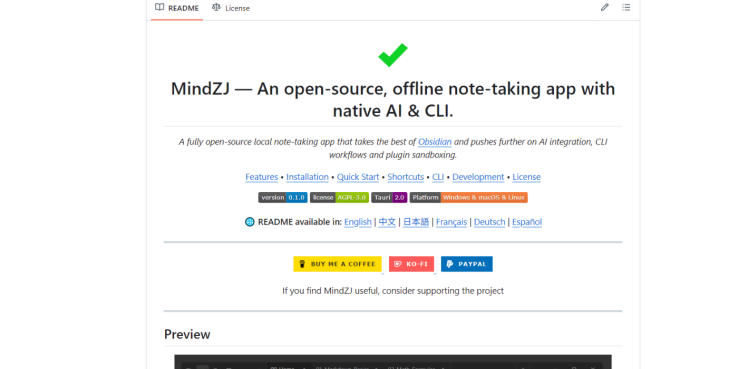 README License
MindZJ — An open-source, offline note-taking app with
native AI & CLI.
A fully open-source local note-taking app that takes the best of Obsidian and pushes further on AI integration, CLI
workflows and plugin sandboxing.
Features • Installation • Quick Start • Shortcuts • CLI • Development • License
version 0.1.0 license AGPL-3.0 Tauri 2.0 Platform Windows & macOS & Linux
README available in: English | 中文 | 日本語 | Français | Deutsch | Español
BUY ME A COFFEE KO-FI PAYPAL
If you find MindZJ useful, consider supporting the project
Preview